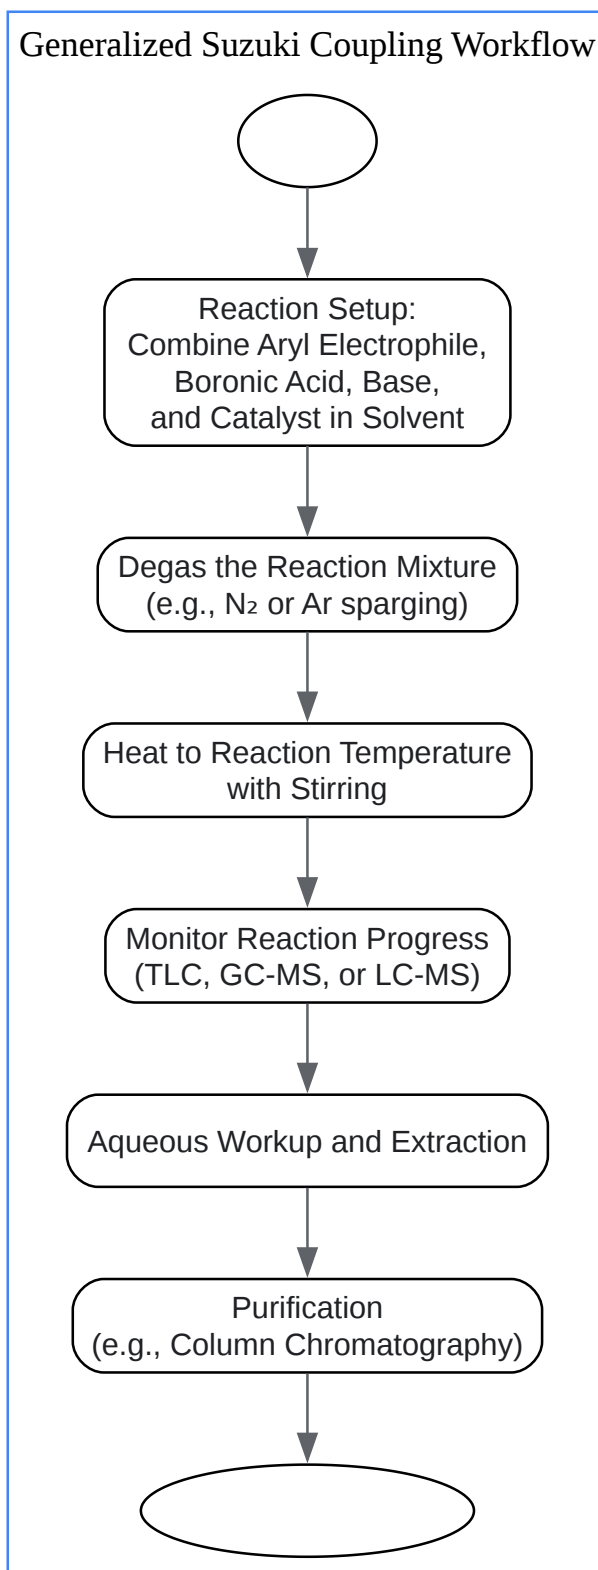 Generalized Suzuki Coupling Workflow
Reaction Setup:
Combine Aryl Electrophile,
Boronic Acid, Base,
and Catalyst in Solvent
Degas the Reaction Mixture
(e.g., N₂ or Ar sparging)
Heat to Reaction Temperature
with Stirring
Monitor Reaction Progress
(TLC, GC-MS, or LC-MS)
Aqueous Workup and Extraction
Purification
(e.g., Column Chromatography)